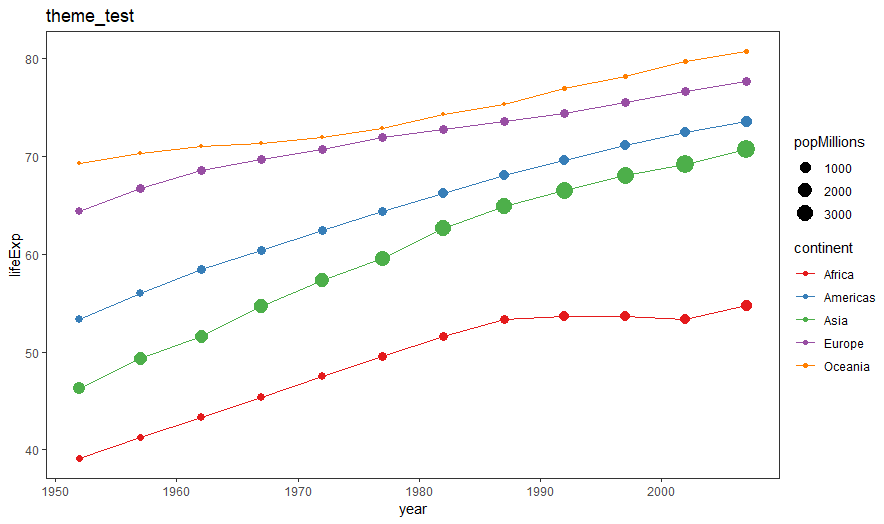 theme_test
80
70
60
50
40
lifeExp
1950
1960
1970
1980
1990
2000
year
popMillions
1000
2000
3000
continent
Africa
Americas
Asia
Europe
Oceania